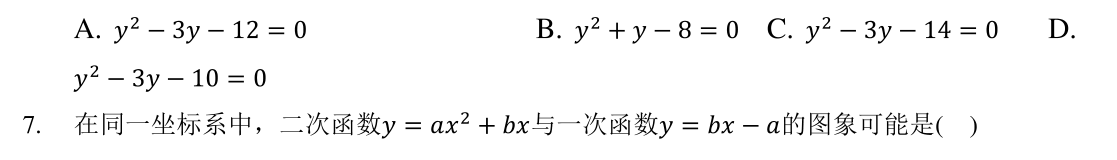 A. y² − 3y − 12 = 0 B. y² + y − 8 = 0 C. y² − 3y − 14 = 0 D.
y² − 3y − 10 = 0
7. 在同一坐标系中，二次函数y = ax² + bx与一次函数y = bx − a的图象可能是( )